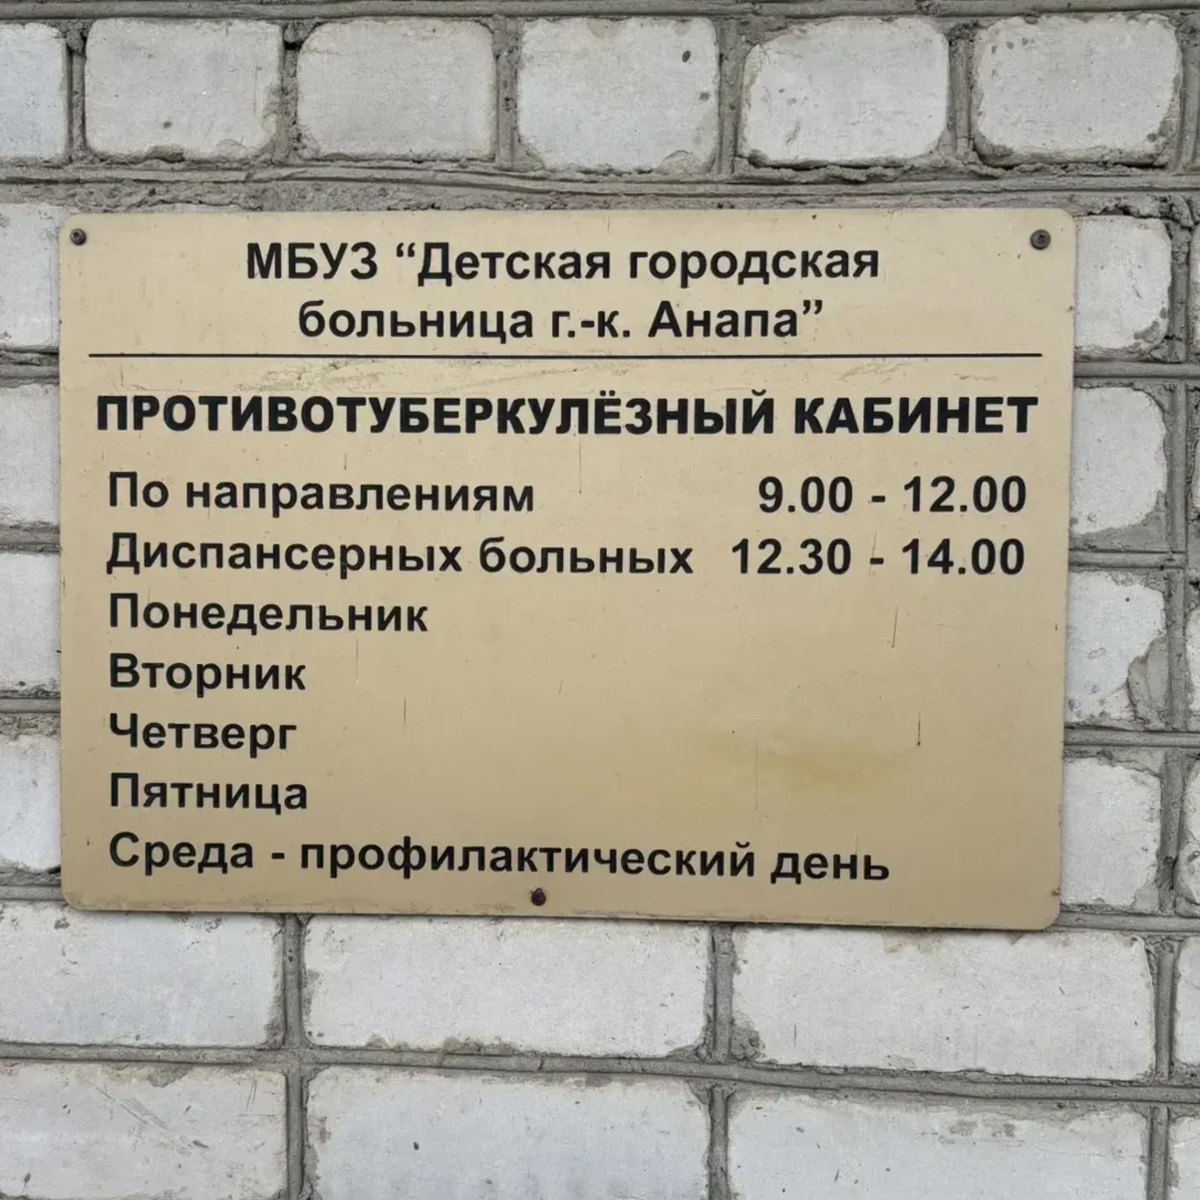 МБУЗ “Детская городская
больница г.-к. Анапа”
ПРОТИВОТУБЕРКУЛЁЗНЫЙ КАБИНЕТ
По направлениям 9.00 - 12.00
Диспансерных больных 12.30 - 14.00
Понедельник
Вторник
Четверг
Пятница
Среда - профилактический день